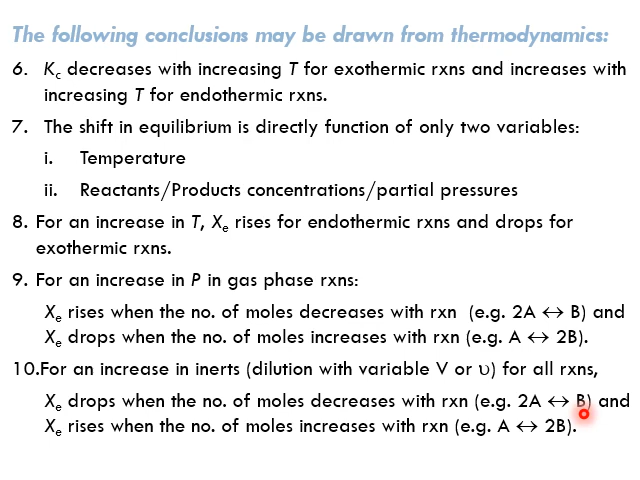 The following conclusions may be drawn from thermodynamics:
6. Kc decreases with increasing T for exothermic rxns and increases with
increasing T for endothermic rxns.
7. The shift in equilibrium is directly function of only two variables:
i. Temperature
ii. Reactants/Products concentrations/partial pressures
8. For an increase in T, Xe rises for endothermic rxns and drops for
exothermic rxns.
9. For an increase in P in gas phase rxns:
Xe rises when the no. of moles decreases with rxn (e.g. 2A ↔ B) and
Xe drops when the no. of moles increases with rxn (e.g. A ↔ 2B).
10.For an increase in inerts (dilution with variable V or υ) for all rxns,
Xe drops when the no. of moles decreases with rxn (e.g. 2A ↔ B) and
Xe rises when the no. of moles increases with rxn (e.g. A ↔ 2B).